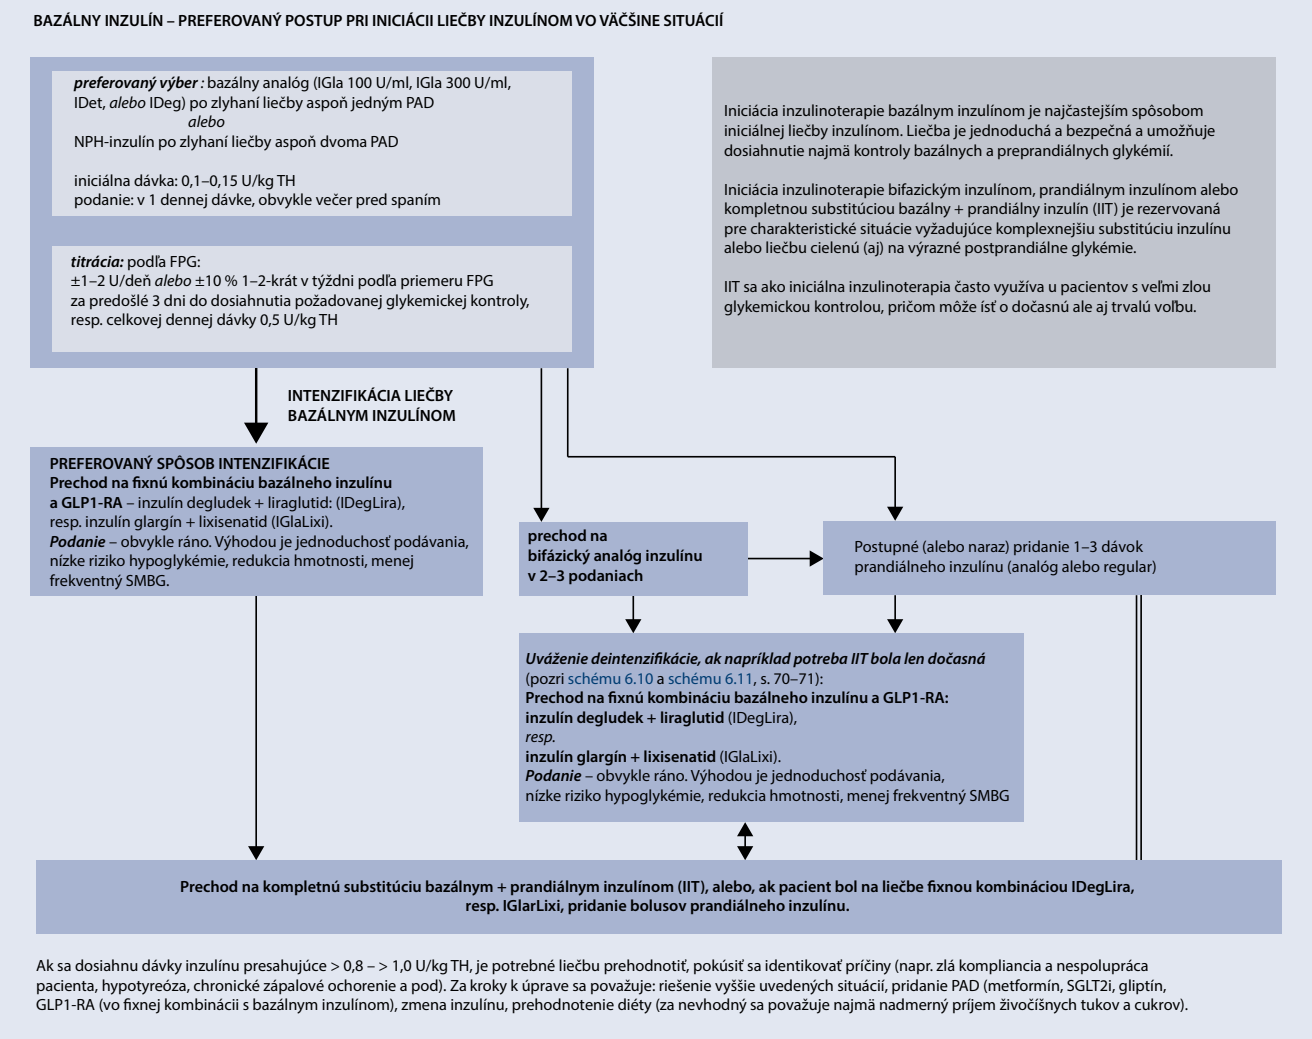 BAZÁLNY INZULÍN – PREFEROVANÝ POSTUP PRI INICIÁCII LIEČBY INZULÍNOM VO VÄČŠINE SITUÁCIÍ
preferovaný výber : bazálny analóg (IGla 100 U/ml, IGla 300 U/ml,
IDet, alebo IDeg) po zlyhaní liečby aspoň jedným PAD
alebo
NPH-inzulín po zlyhaní liečby aspoň dvoma PAD
iniciálna dávka: 0,1–0,15 U/kg TH
podanie: v 1 dennej dávke, obvykle večer pred spaním
titrácia: podľa FPG:
±1–2 U/deň alebo ±10 % 1–2-krát v týždni podľa priemeru FPG
za predošlé 3 dni do dosiahnutia požadovanej glykemickej kontroly,
resp. celkovej dennej dávky 0,5 U/kg TH
Iniciácia inzulinoterapie bazálnym inzulínom je najčastejším spôsobom
iniciálnej liečby inzulínom. Liečba je jednoduchá a bezpečná a umožňuje
dosiahnutie najmä kontroly bazálnych a preprandiálnych glykémií.
Iniciácia inzulinoterapie bifazickým inzulínom, prandiálnym inzulínom alebo
kompletnou substitúciou bazálny + prandiálny inzulín (IIT) je rezervovaná
pre charakteristické situácie vyžadujúce komplexnejšiu substitúciu inzulínu
alebo liečbu cielenú (aj) na výrazné postprandiálne glykémie.
IIT sa ako iniciálna inzulinoterapia často využíva u pacientov s veľmi zlou
glykemickou kontrolou, pričom môže ísť o dočasnú ale aj trvalú voľbu.
INTENZIFIKÁCIA LIEČBY
BAZÁLNYM INZULÍNOM
PREFEROVANÝ SPÔSOB INTENZIFIKÁCIE
Prechod na fixnú kombináciu bazálneho inzulínu
a GLP1-RA – inzulín degludek + liraglutid: (IDegLira),
resp. inzulín glargín + lixisenatid (IGlaLixi).
Podanie – obvykle ráno. Výhodou je jednoduchosť podávania,
nízke riziko hypoglykémie, redukcia hmotnosti, menej
frekventný SMBG.
prechod na
bifázický analóg inzulínu
v 2–3 podaniach
Postupné (alebo naraz) pridanie 1–3 dávok
prandiálneho inzulínu (analóg alebo regular)
Uváženie deintenzifikácie, ak napríklad potreba IIT bola len dočasná
(pozri schému 6.10 a schému 6.11, s. 70–71):
Prechod na fixnú kombináciu bazálneho inzulínu a GLP1-RA:
inzulín degludek + liraglutid (IDegLira),
resp.
inzulín glargín + lixisenatid (IGlaLixi).
Podanie – obvykle ráno. Výhodou je jednoduchosť podávania,
nízke riziko hypoglykémie, redukcia hmotnosti, menej frekventný SMBG
Prechod na kompletnú substitúciu bazálnym + prandiálnym inzulínom (IIT), alebo, ak pacient bol na liečbe fixnou kombináciou IDegLira,
resp. IGlarLixi, pridanie bolusov prandiálneho inzulínu.
Ak sa dosiahnu dávky inzulínu presahujúce > 0,8 – > 1,0 U/kg TH, je potrebné liečbu prehodnotiť, pokúsiť sa identikovať príčiny (napr. zlá kompliancia a nespolupráca
pacienta, hypotyreóza, chronické zápalové ochorenie a pod). Za kroky k úprave sa považuje: riešenie vyššie uvedených situácií, pridanie PAD (metformín, SGLT2i, gliptín,
GLP1-RA (vo fixnej kombinácii s bazálnym inzulínom), zmena inzulínu, prehodnotenie diéty (za nevhodný sa považuje najmä nadmerný príjem živočíšnych tukov a cukrov).